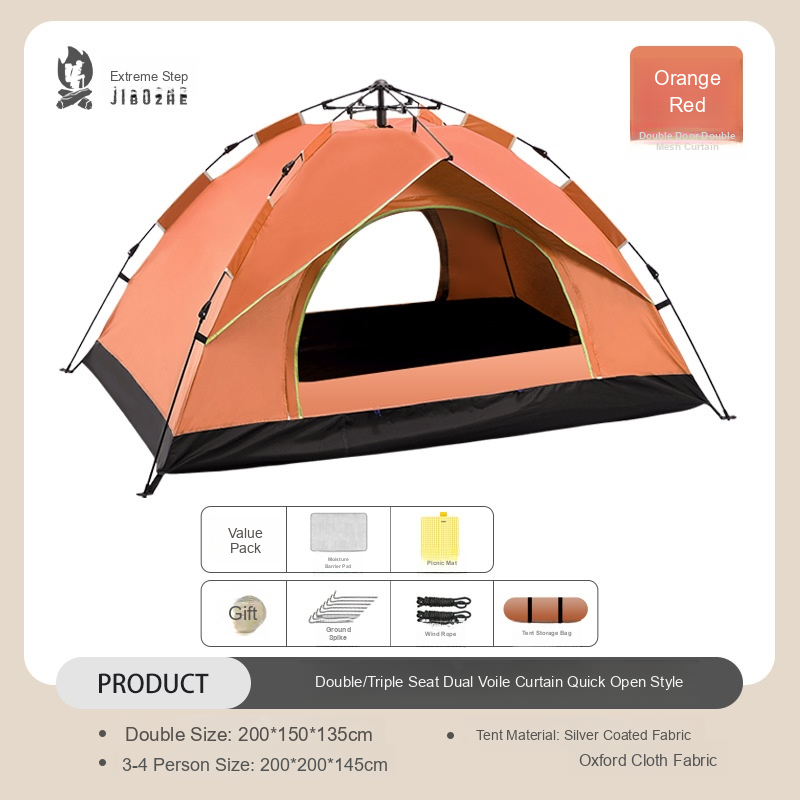 Extreme Step
JIBOZHE
Orange
Red
Double Door Double
Mesh Curtain
Value
Pack
Moisture
Barrier Pad
Picnic Mat
Gift
Ground
Spike
Wind Rope
Tent Storage Bag
PRODUCT
Double/Triple Seat Dual Voile Curtain Quick Open Style
• Double Size: 200*150*135cm
• 3-4 Person Size: 200*200*145cm
• Tent Material: Silver Coated Fabric
Oxford Cloth Fabric